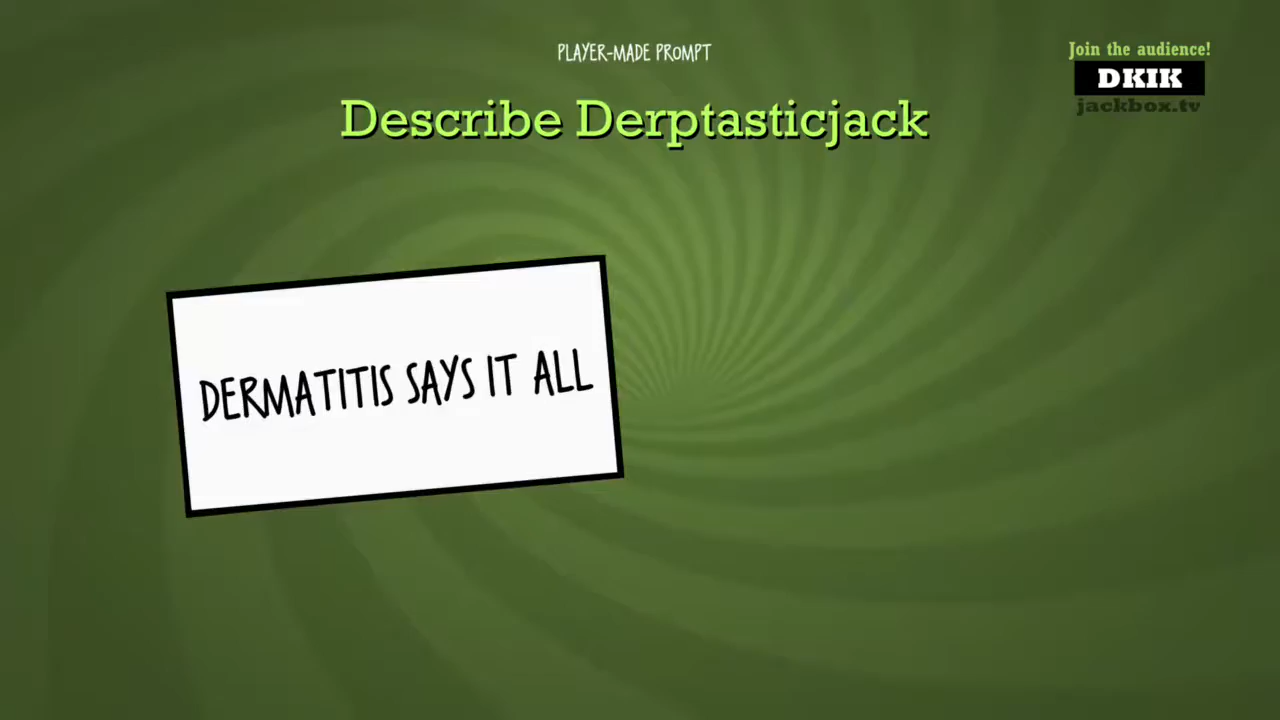 PLAYER-MADE PROMPT
Describe Derptasticjack
Join the audience!
DKIK
jackbox.tv
DERMATITIS SAYS IT ALL